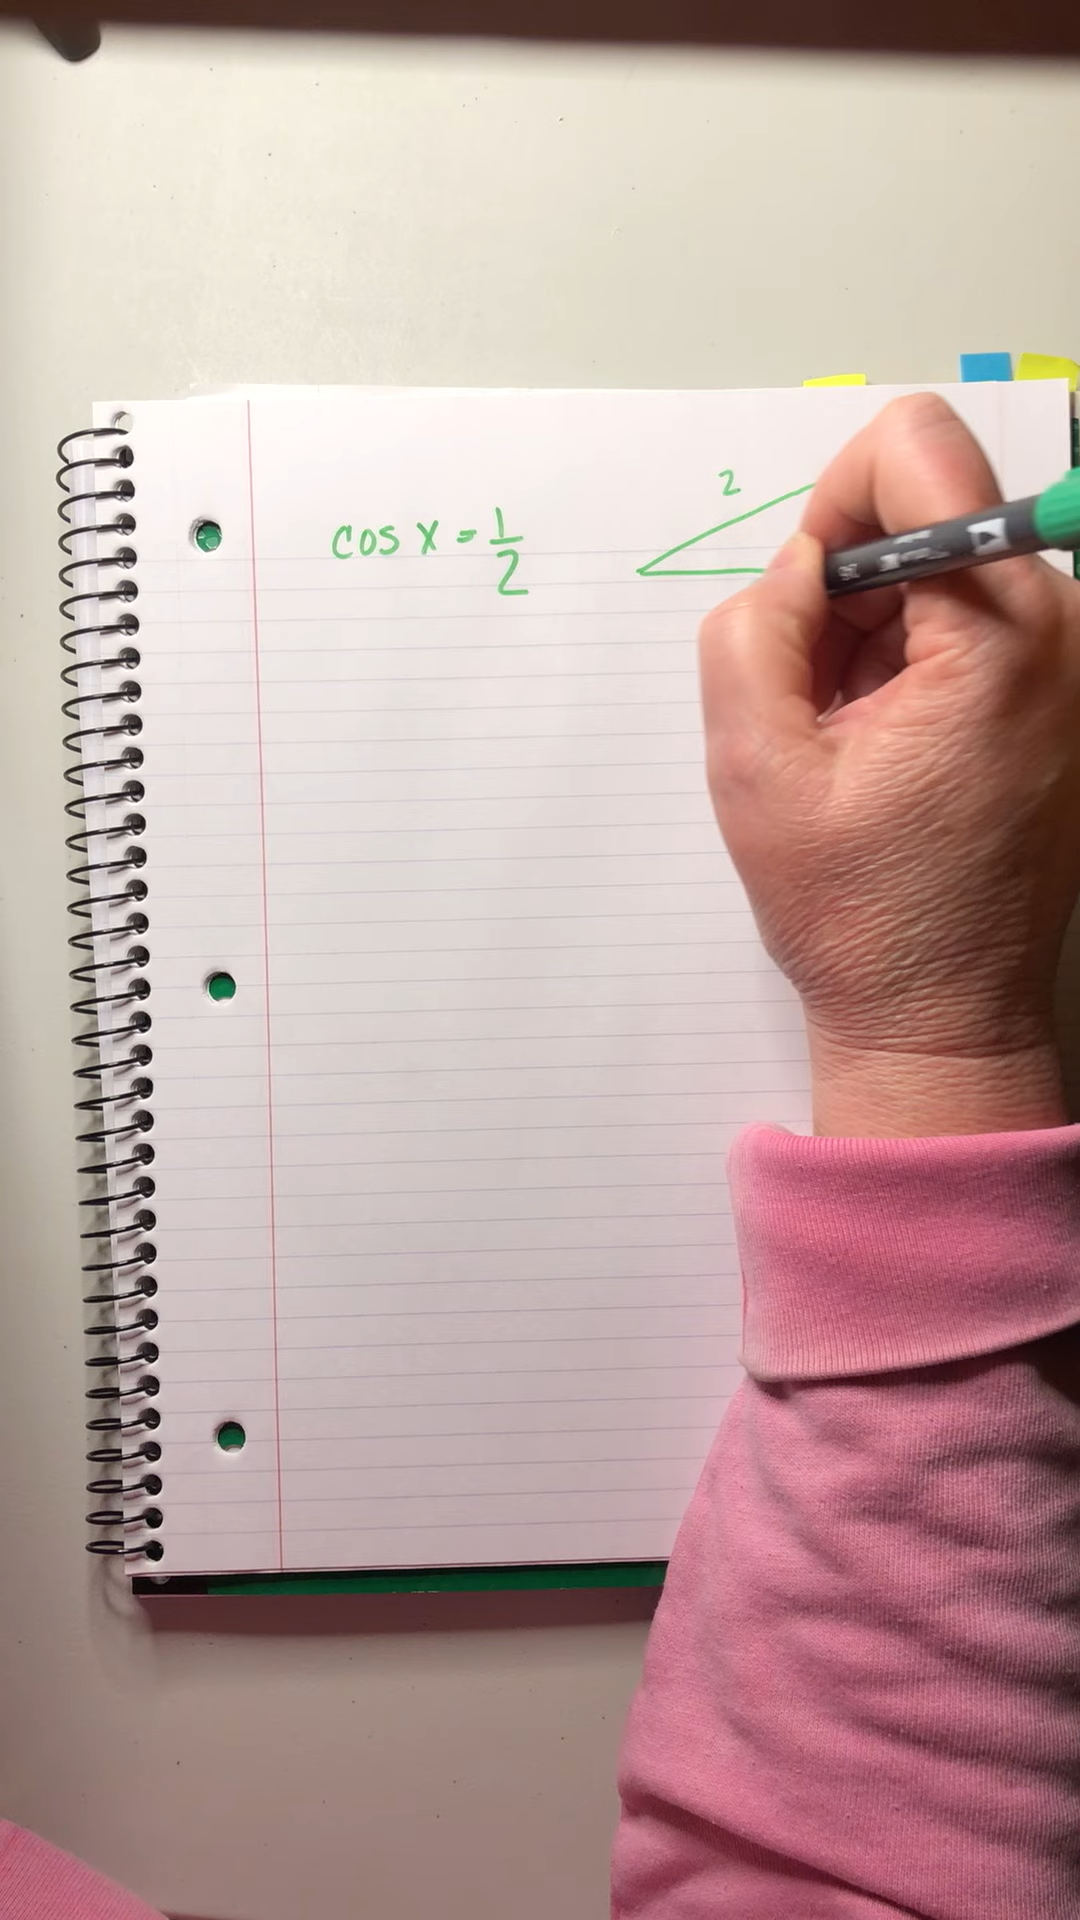 cos x = 1/2
2